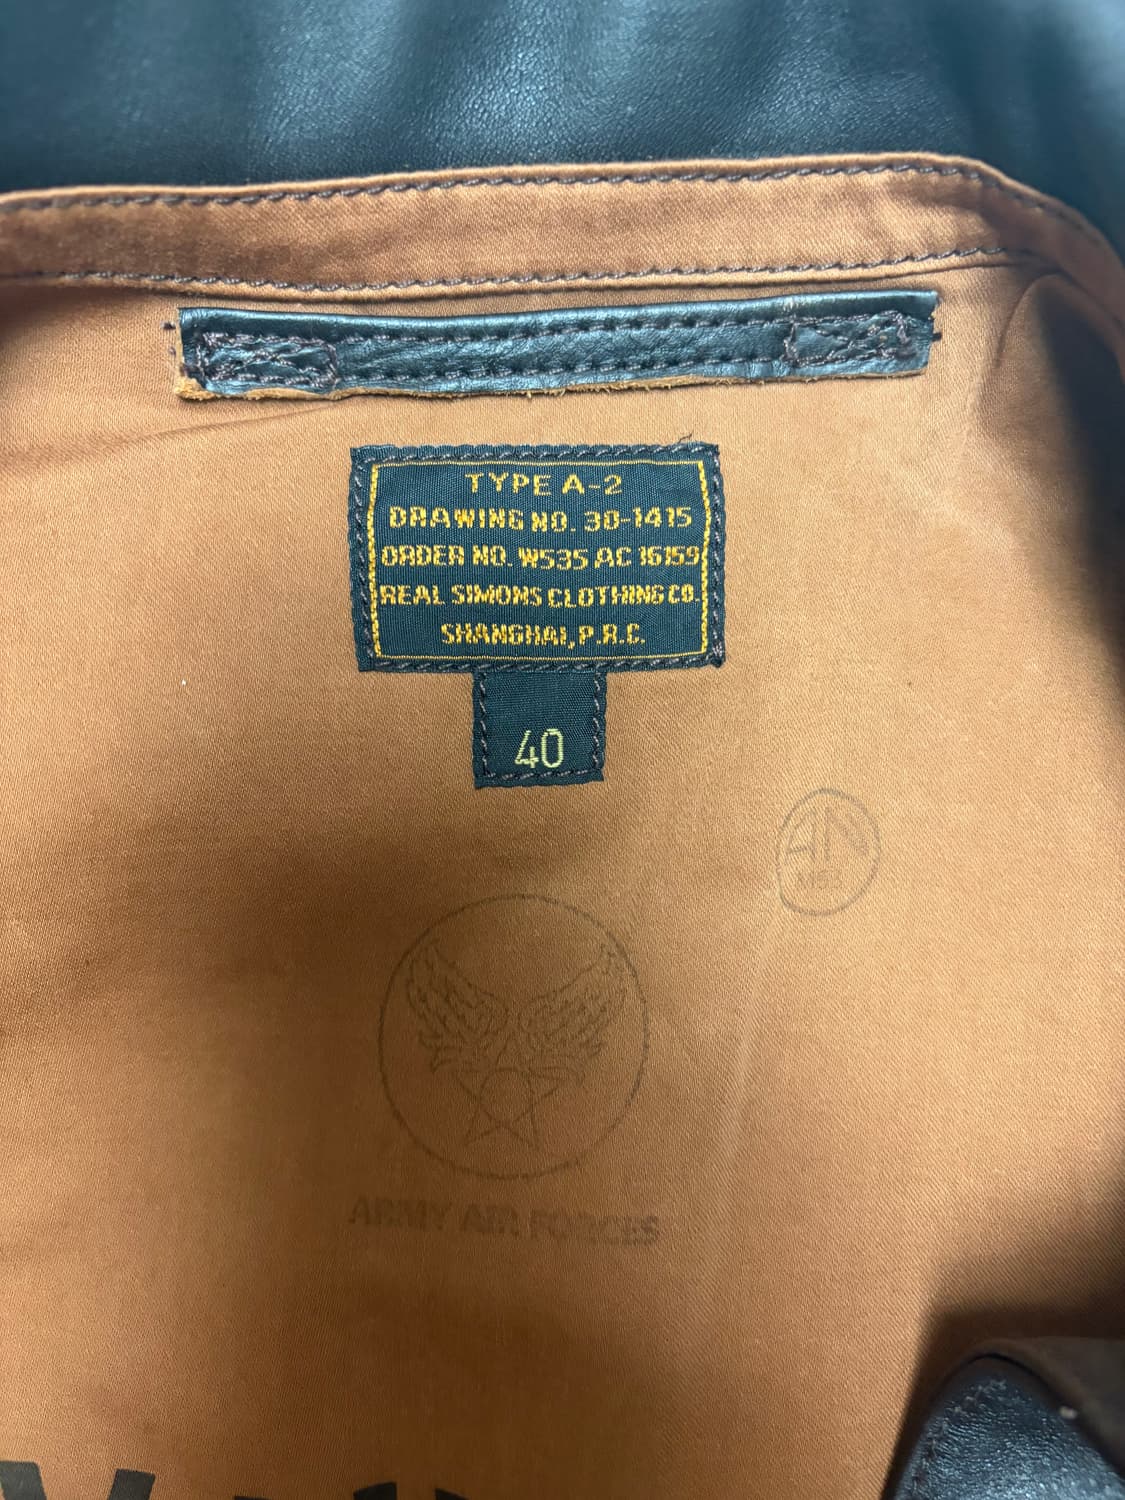 TYPE A-2
DRAWING NO. 30-1415
ORDER NO. W535 AC 16159
REAL SIMONS CLOTHING CO.
SHANGHAI, P.R.C.
40
AN
ARMY AIR FORCES